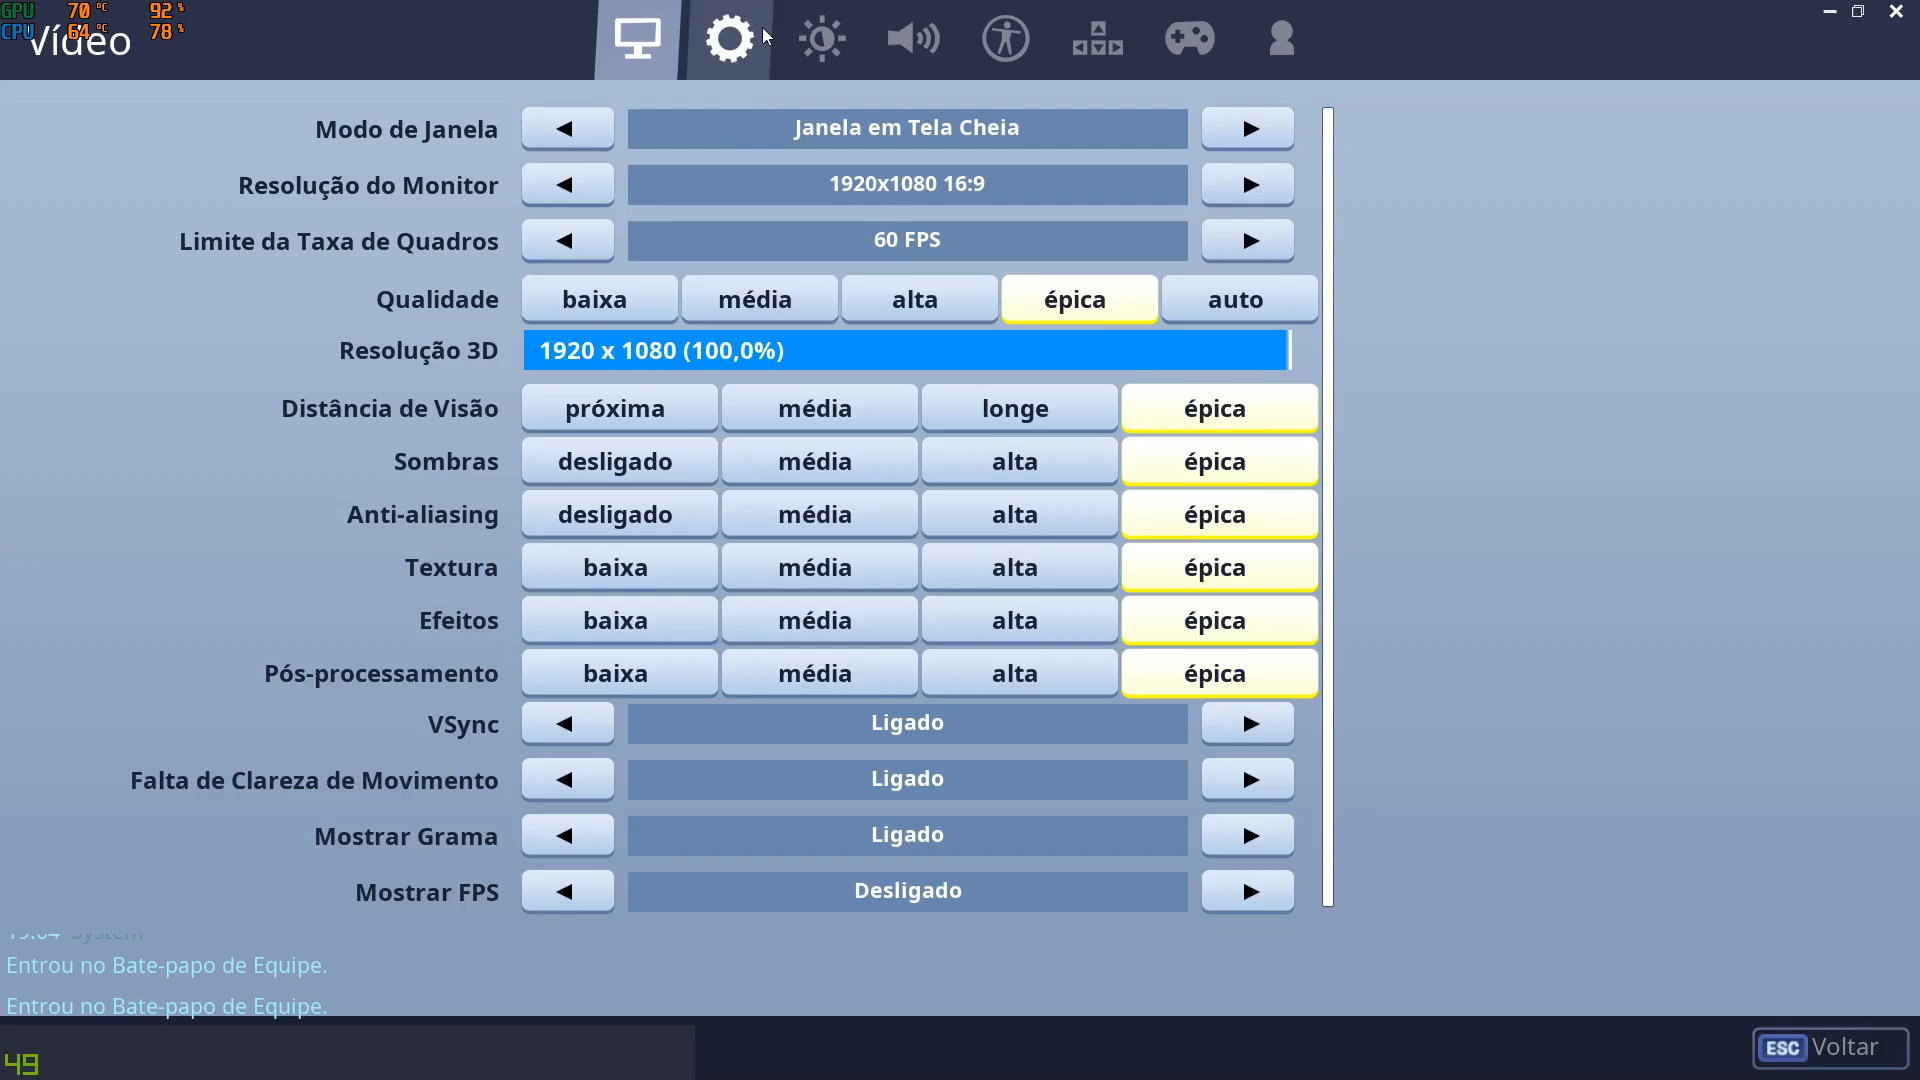 GPU 70 °C 92 %
CPU 64 °C 78 %
Vídeo
Modo de Janela Janela em Tela Cheia
Resolução do Monitor 1920x1080 16:9
Limite da Taxa de Quadros 60 FPS
Qualidade baixa média alta épica auto
Resolução 3D 1920 x 1080 (100,0%)
Distância de Visão próxima média longe épica
Sombras desligado média alta épica
Anti-aliasing desligado média alta épica
Textura baixa média alta épica
Efeitos baixa média alta épica
Pós-processamento baixa média alta épica
VSync Ligado
Falta de Clareza de Movimento Ligado
Mostrar Grama Ligado
Mostrar FPS Desligado
System
Entrou no Bate-papo de Equipe.
Entrou no Bate-papo de Equipe.
49
ESC Voltar